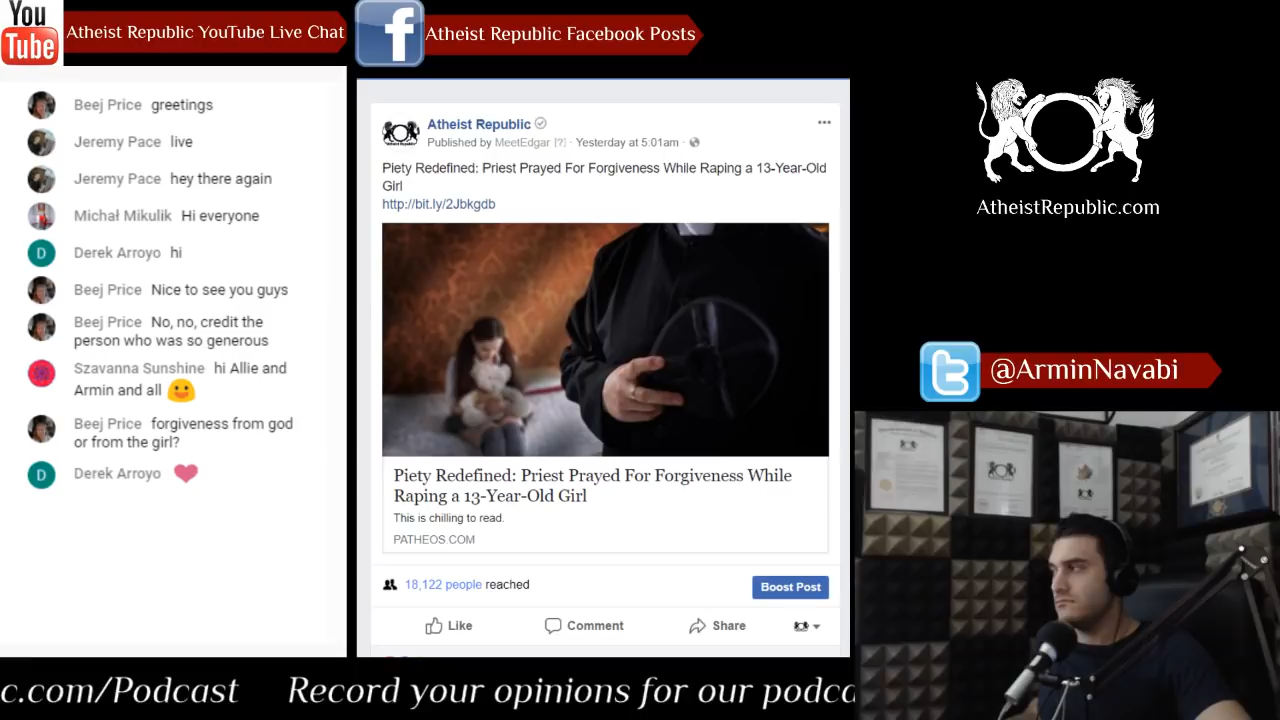 You
Tube
Atheist Republic YouTube Live Chat
f
Atheist Republic Facebook Posts
Beej Price greetings
Jeremy Pace live
Jeremy Pace hey there again
Michał Mikulik Hi everyone
D
Derek Arroyo hi
Beej Price Nice to see you guys
Beej Price No, no, credit the
person who was so generous
Szavanna Sunshine hi Allie and
Armin and all
Beej Price forgiveness from god
or from the girl?
D
Derek Arroyo
Atheist Republic
Published by MeetEdgar [?] · Yesterday at 5:01am ·
Piety Redefined: Priest Prayed For Forgiveness While Raping a 13-Year-Old
Girl
http://bit.ly/2Jbkgdb
Piety Redefined: Priest Prayed For Forgiveness While
Raping a 13-Year-Old Girl
This is chilling to read.
PATHEOS.COM
18,122 people reached
Boost Post
Like
Comment
Share
AtheistRepublic.com
@ArminNavabi
c.com/Podcast
Record your opinions for our podca